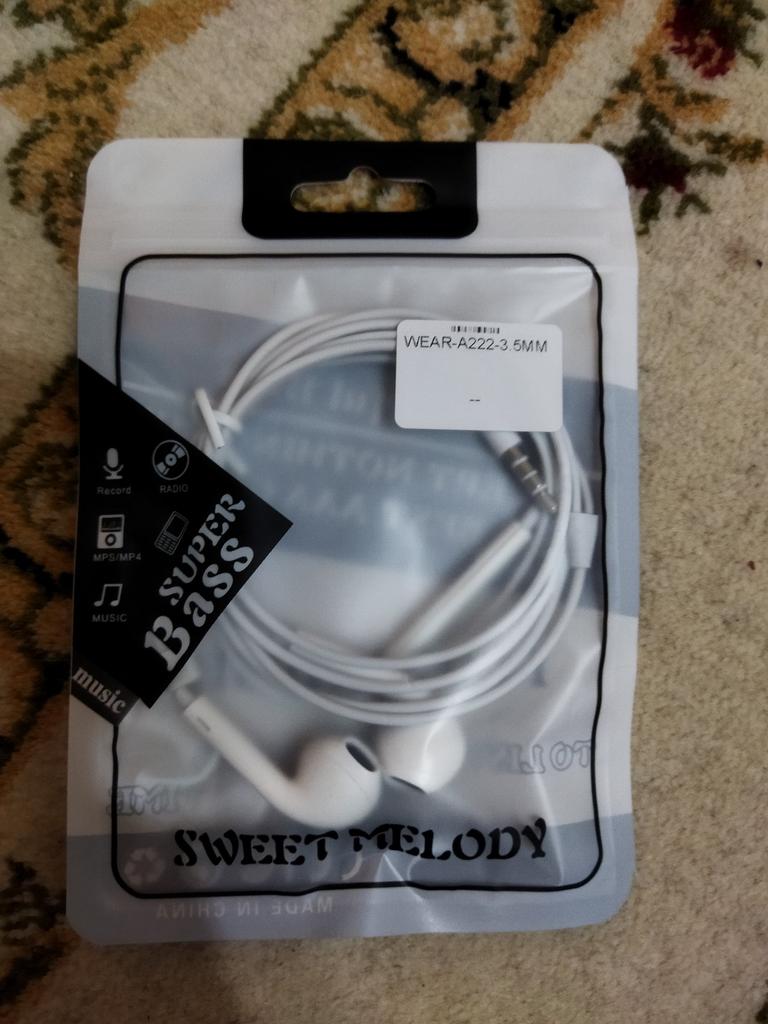 WEAR-A222-3.5MM
--
Record
RADIO
MPS/MP4
MUSIC
SUPER
BASS
music
SWEET MELODY
MADE IN CHINA